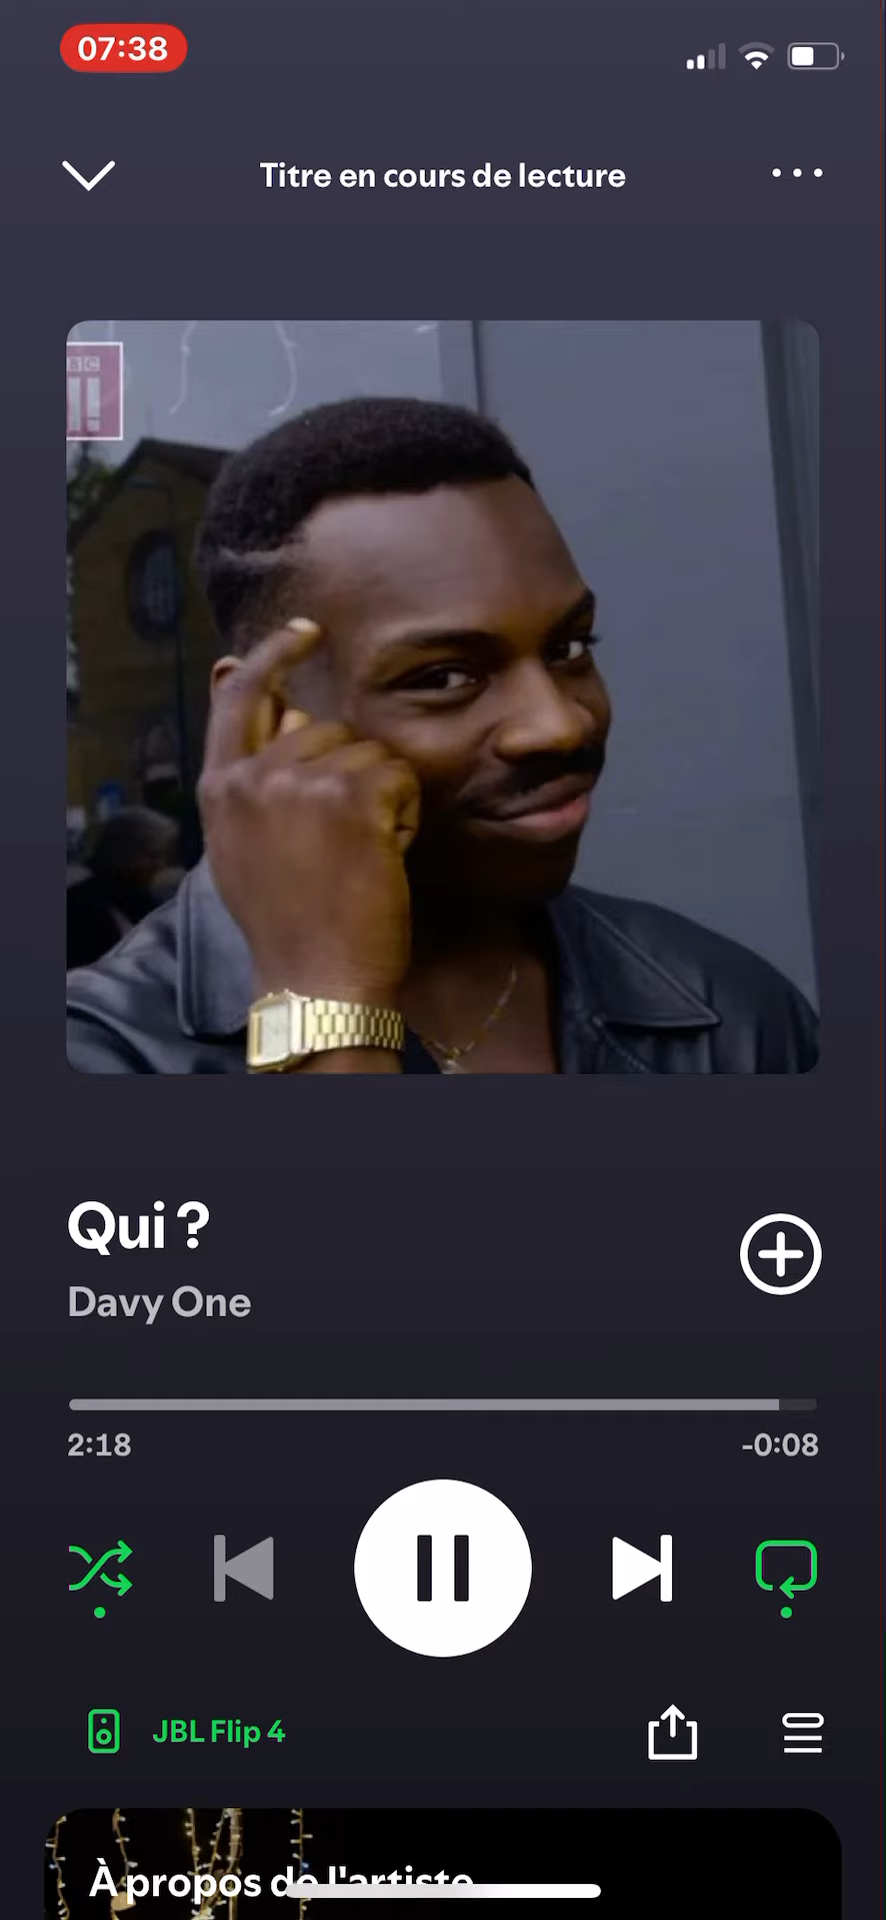 07:38
Titre en cours de lecture
BBC
Qui ?
Davy One
2:18
-0:08
JBL Flip 4
À propos de l'artiste